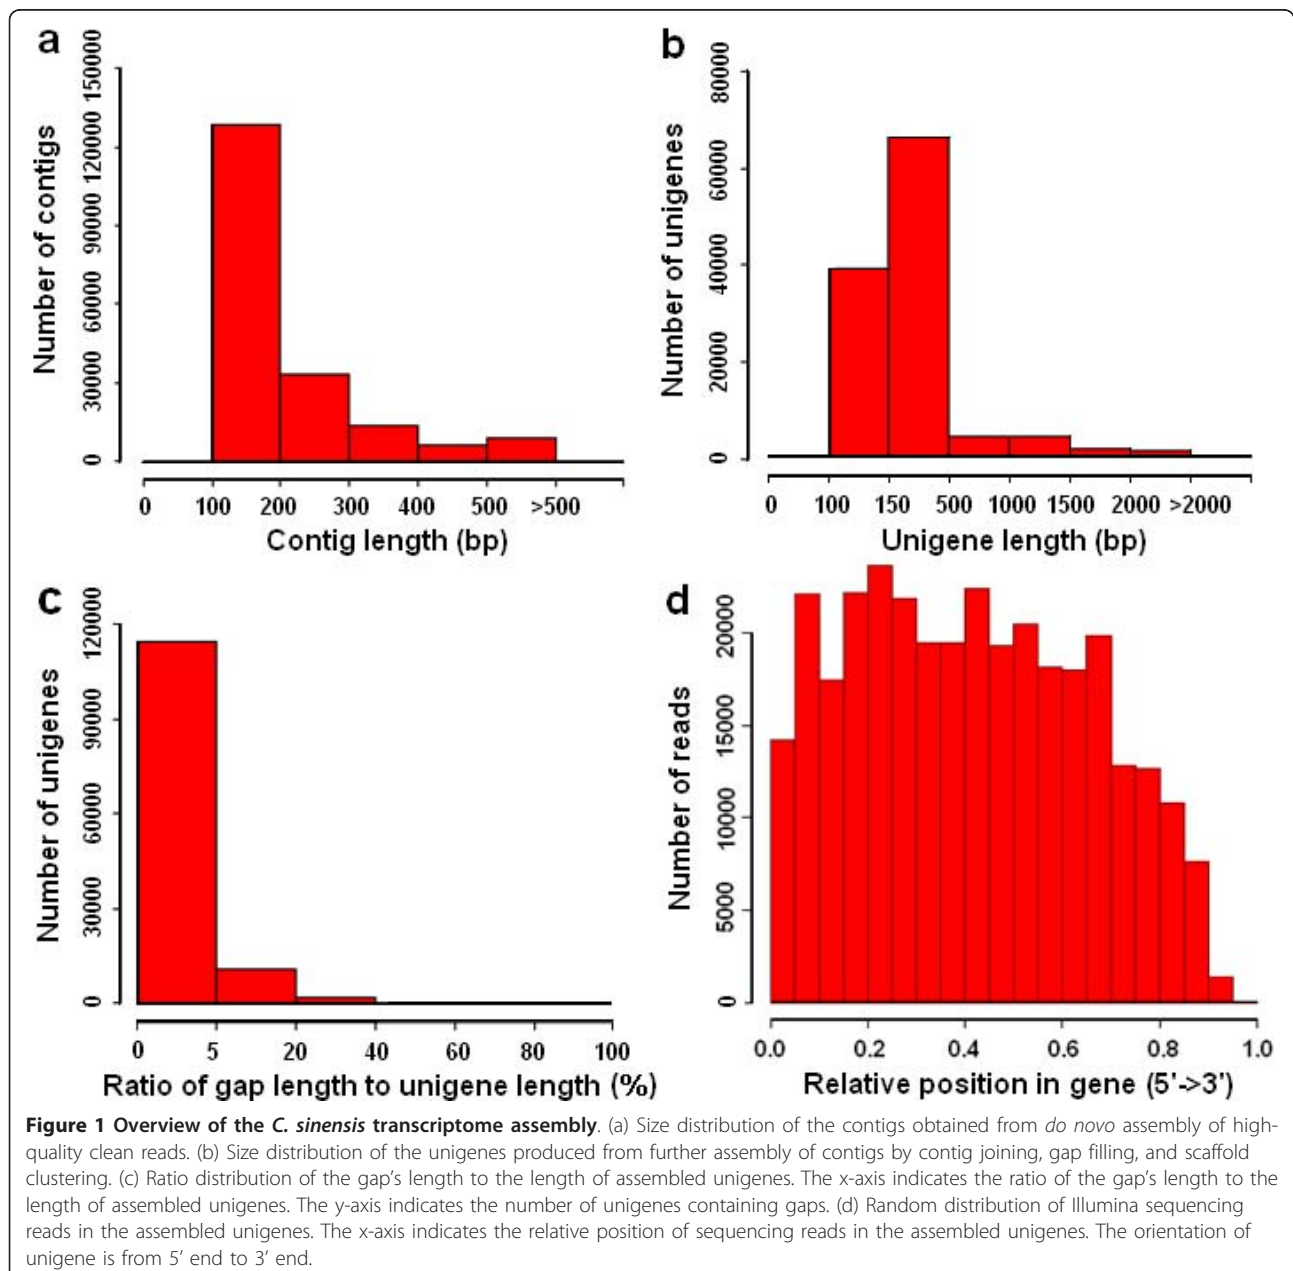 a
Number of contigs
0 30000 60000 90000 120000 150000
0 100 200 300 400 500 >500
Contig length (bp)
b
Number of unigenes
0 20000 40000 60000 80000
0 100 150 500 1000 1500 2000 >2000
Unigene length (bp)
c
Number of unigenes
0 30000 60000 90000 120000
0 5 20 40 60 80 100
Ratio of gap length to unigene length (%)
d
Number of reads
0 5000 10000 15000 20000
0.0 0.2 0.4 0.6 0.8 1.0
Relative position in gene (5'->3')
Figure 1 Overview of the C. sinensis transcriptome assembly. (a) Size distribution of the contigs obtained from do novo assembly of high-
quality clean reads. (b) Size distribution of the unigenes produced from further assembly of contigs by contig joining, gap filling, and scaffold
clustering. (c) Ratio distribution of the gap's length to the length of assembled unigenes. The x-axis indicates the ratio of the gap's length to the
length of assembled unigenes. The y-axis indicates the number of unigenes containing gaps. (d) Random distribution of Illumina sequencing
reads in the assembled unigenes. The x-axis indicates the relative position of sequencing reads in the assembled unigenes. The orientation of
unigene is from 5' end to 3' end.